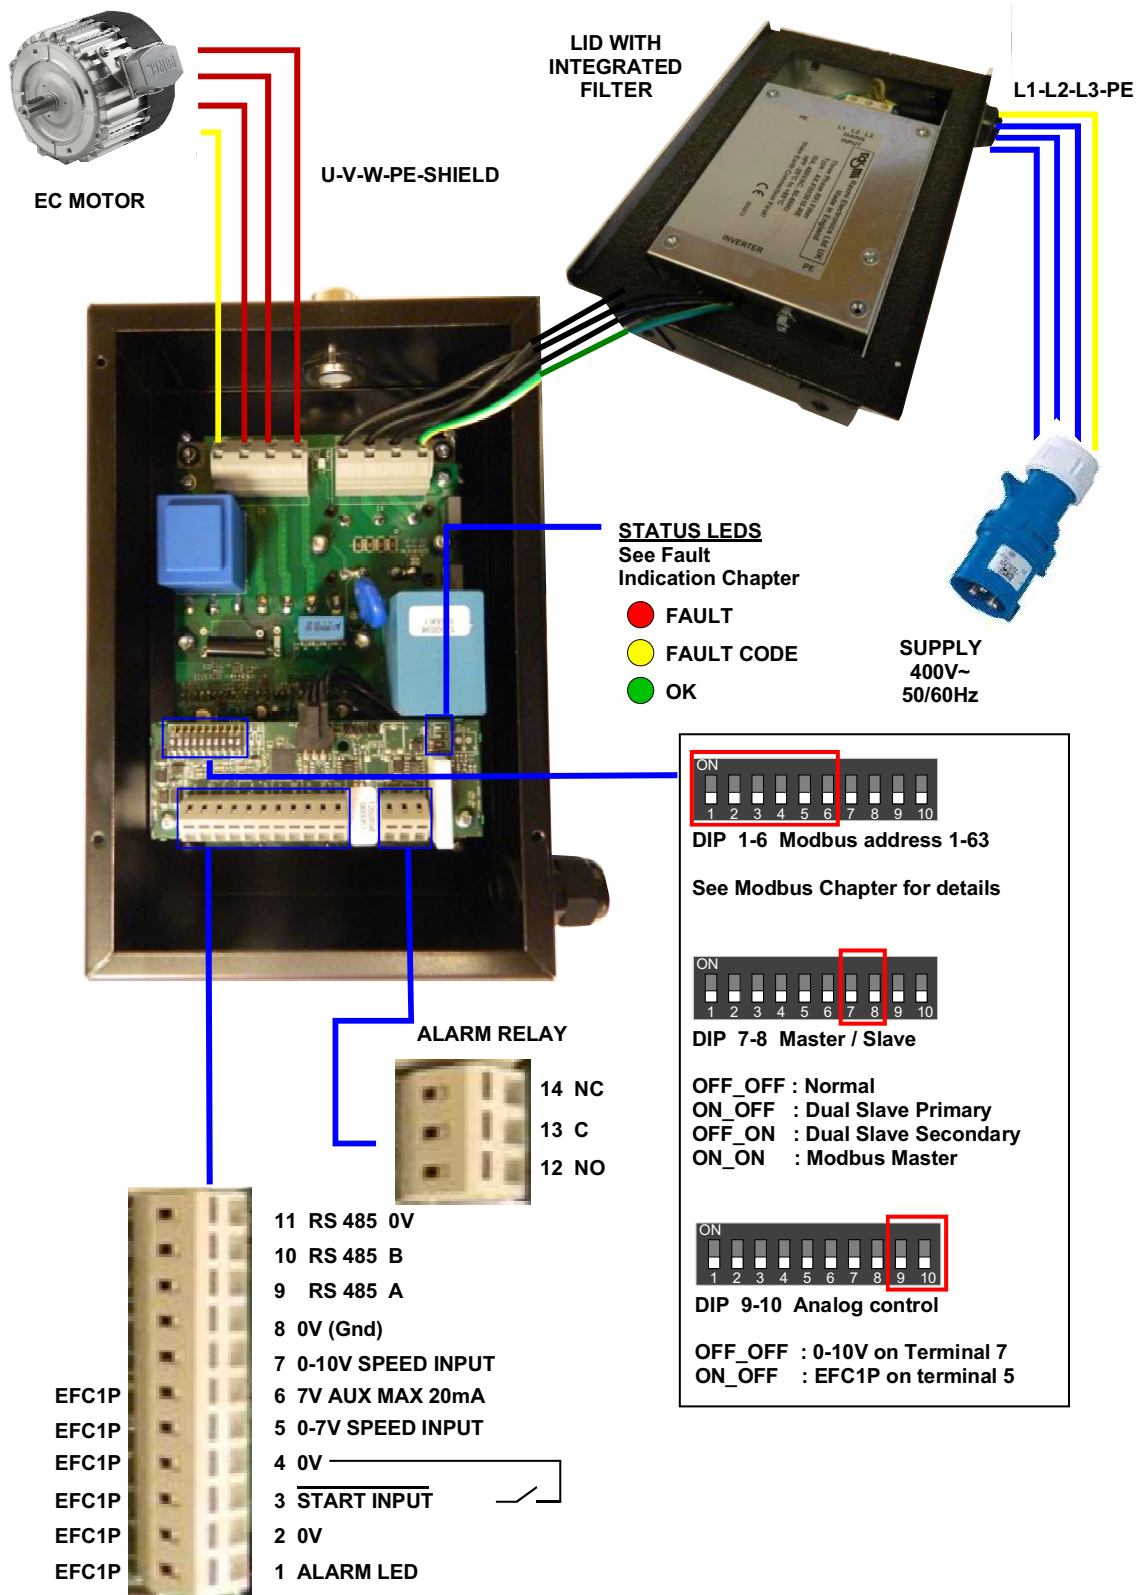 LID WITH
INTEGRATED
FILTER
L1-L2-L3-PE
U-V-W-PE-SHIELD
EC MOTOR
PE
L1 L2 L3
MAINS
INPUT
INVERTER
PE
STATUS LEDS
See Fault
Indication Chapter
FAULT
FAULT CODE
OK
SUPPLY
400V~
50/60Hz
ON
1 2 3 4 5 6 7 8 9 10
DIP 1-6 Modbus address 1-63
See Modbus Chapter for details
ON
1 2 3 4 5 6 7 8 9 10
DIP 7-8 Master / Slave
OFF_OFF : Normal
ON_OFF : Dual Slave Primary
OFF_ON : Dual Slave Secondary
ON_ON : Modbus Master
ON
1 2 3 4 5 6 7 8 9 10
DIP 9-10 Analog control
OFF_OFF : 0-10V on Terminal 7
ON_OFF : EFC1P on terminal 5
ALARM RELAY
14 NC
13 C
12 NO
11 RS 485 0V
10 RS 485 B
9 RS 485 A
8 0V (Gnd)
7 0-10V SPEED INPUT
EFC1P 6 7V AUX MAX 20mA
EFC1P 5 0-7V SPEED INPUT
EFC1P 4 0V
EFC1P 3 START INPUT
EFC1P 2 0V
EFC1P 1 ALARM LED